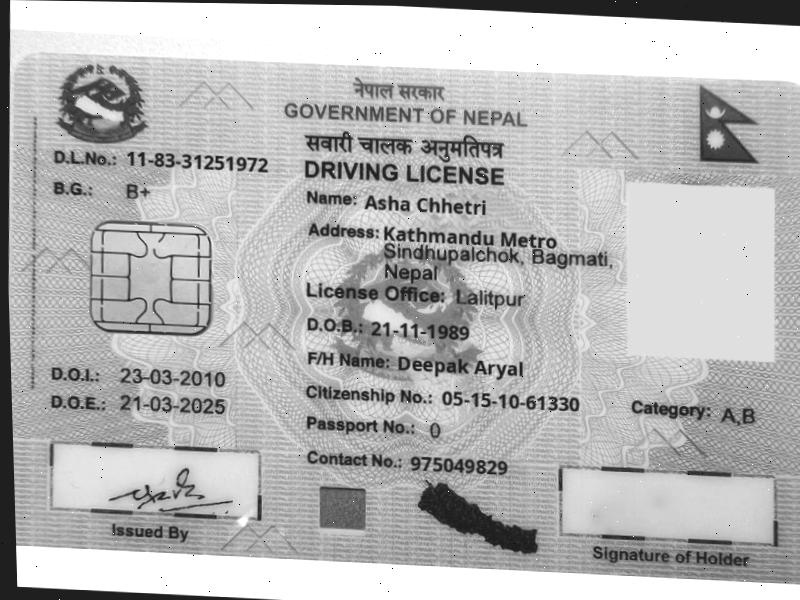 नेपाल सरकार
GOVERNMENT OF NEPAL
सवारी चालक अनुमतिपत्र
DRIVING LICENSE
D.L.No.: 11-83-31251972
B.G.: B+
Name: Asha Chhetri
Address: Kathmandu Metro
Sindhupalchok, Bagmati,
Nepal
License Office: Lalitpur
D.O.B.: 21-11-1989
F/H Name: Deepak Aryal
D.O.I.: 23-03-2010
D.O.E.: 21-03-2025
Citizenship No.: 05-15-10-61330
Category: A,B
Passport No.: 0
Contact No.: 975049829
Issued By
Signature of Holder